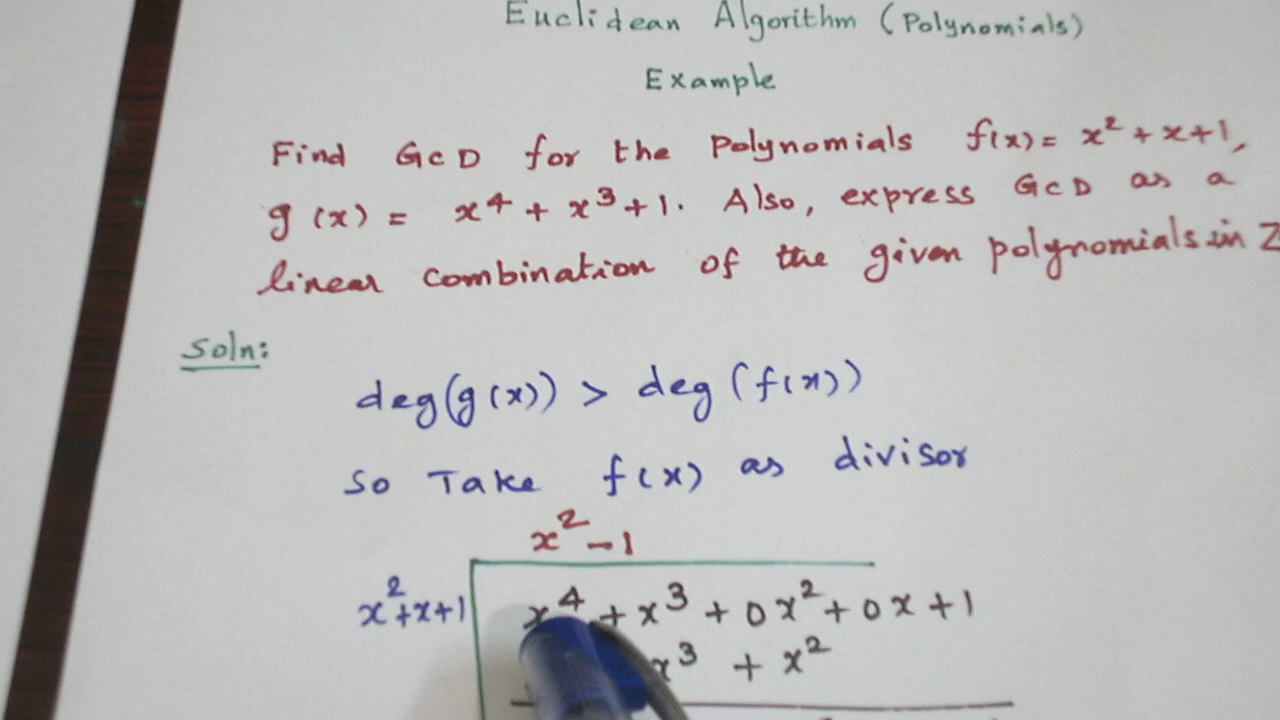 Euclidean Algorithm (Polynomials)
Example
Find GCD for the Polynomials f(x) = x² + x + 1,
g(x) = x⁴ + x³ + 1. Also, express GCD as a
linear combination of the given polynomials in Z
Soln:
deg(g(x)) > deg(f(x))
So Take f(x) as divisor
x² - 1
x² + x + 1 x⁴ + x³ + 0x² + 0x + 1
x³ + x²